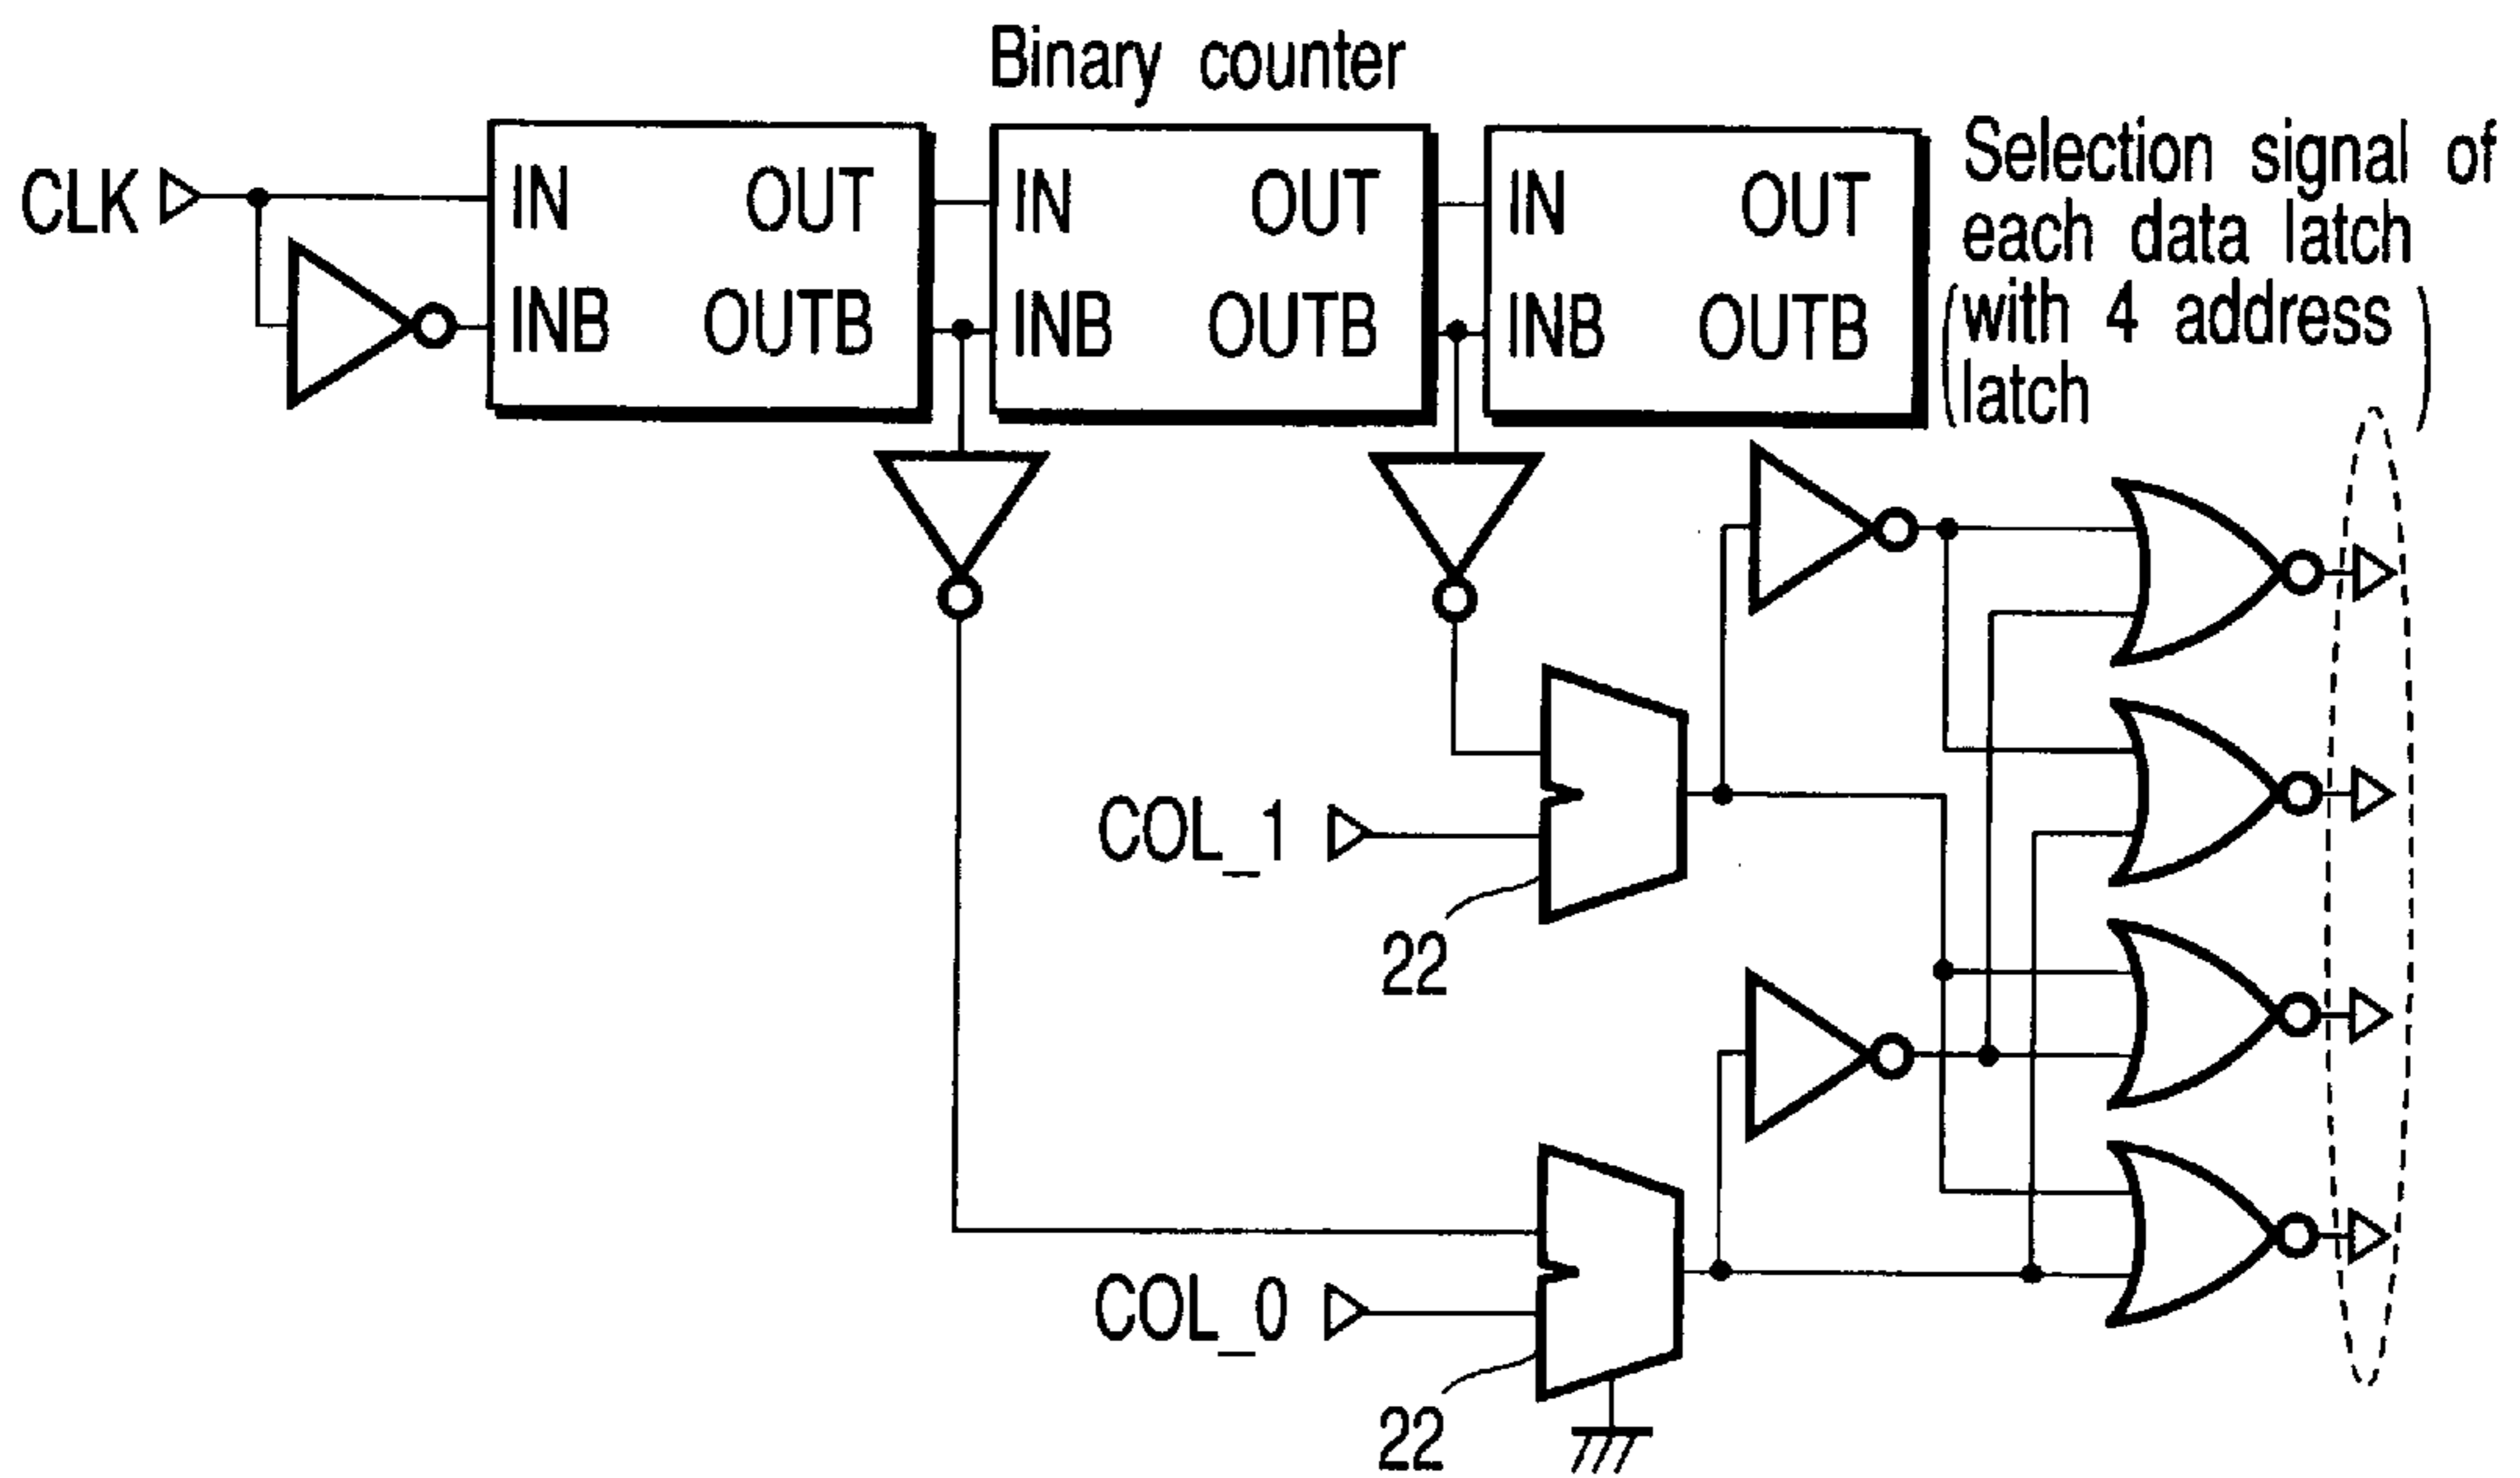 Binary counter
CLK
IN OUT
INB OUTB
IN OUT
INB OUTB
IN OUT
INB OUTB
Selection signal of
each data latch
(with 4 address
latch)
COL_1
22
COL_0
22